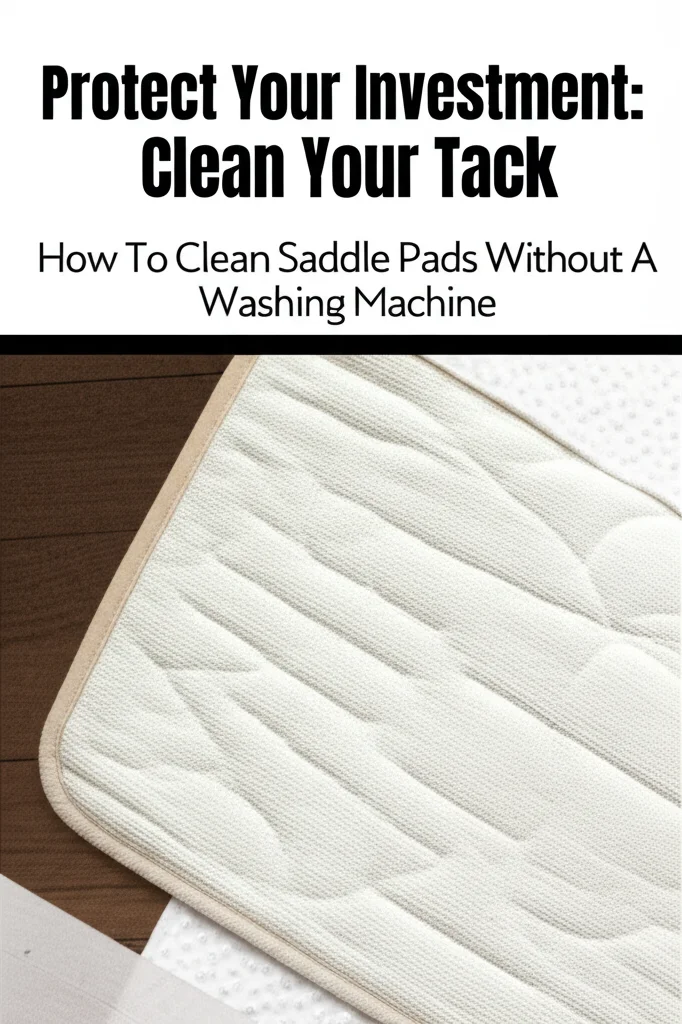 Protect Your Investment:
Clean Your Tack
How To Clean Saddle Pads Without A
Washing Machine